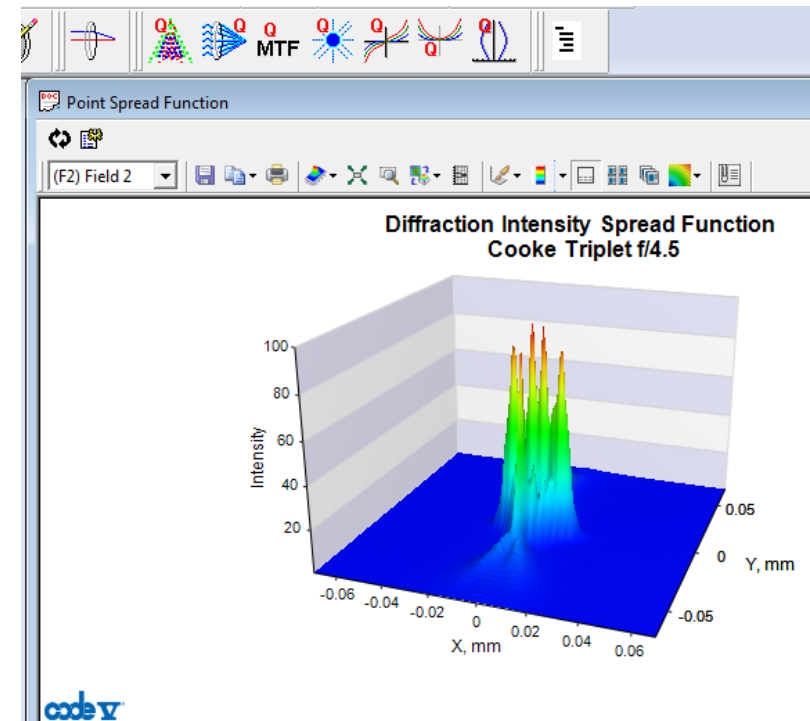 Q Q Q Q Q Q Q
MTF
DOC
Point Spread Function
(F2) Field 2
Diffraction Intensity Spread Function
Cooke Triplet f/4.5
100
80
60
40
20
Intensity
0.05
0
-0.05
Y, mm
-0.06
-0.04
-0.02
0
0.02
0.04
0.06
X, mm
code V